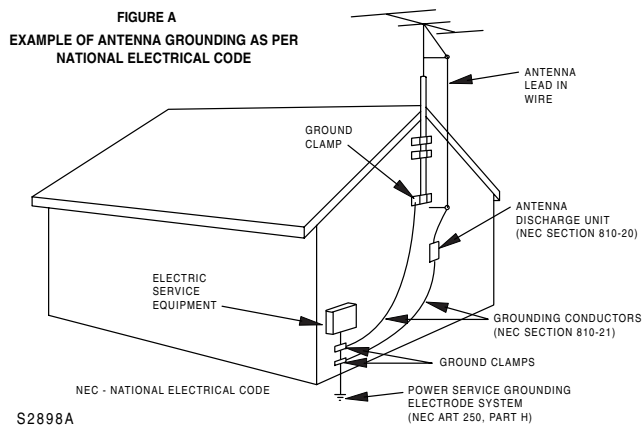 FIGURE A
EXAMPLE OF ANTENNA GROUNDING AS PER
NATIONAL ELECTRICAL CODE
ANTENNA
LEAD IN
WIRE
GROUND
CLAMP
ANTENNA
DISCHARGE UNIT
(NEC SECTION 810-20)
ELECTRIC
SERVICE
EQUIPMENT
GROUNDING CONDUCTORS
(NEC SECTION 810-21)
GROUND CLAMPS
NEC - NATIONAL ELECTRICAL CODE
POWER SERVICE GROUNDING
ELECTRODE SYSTEM
(NEC ART 250, PART H)
S2898A